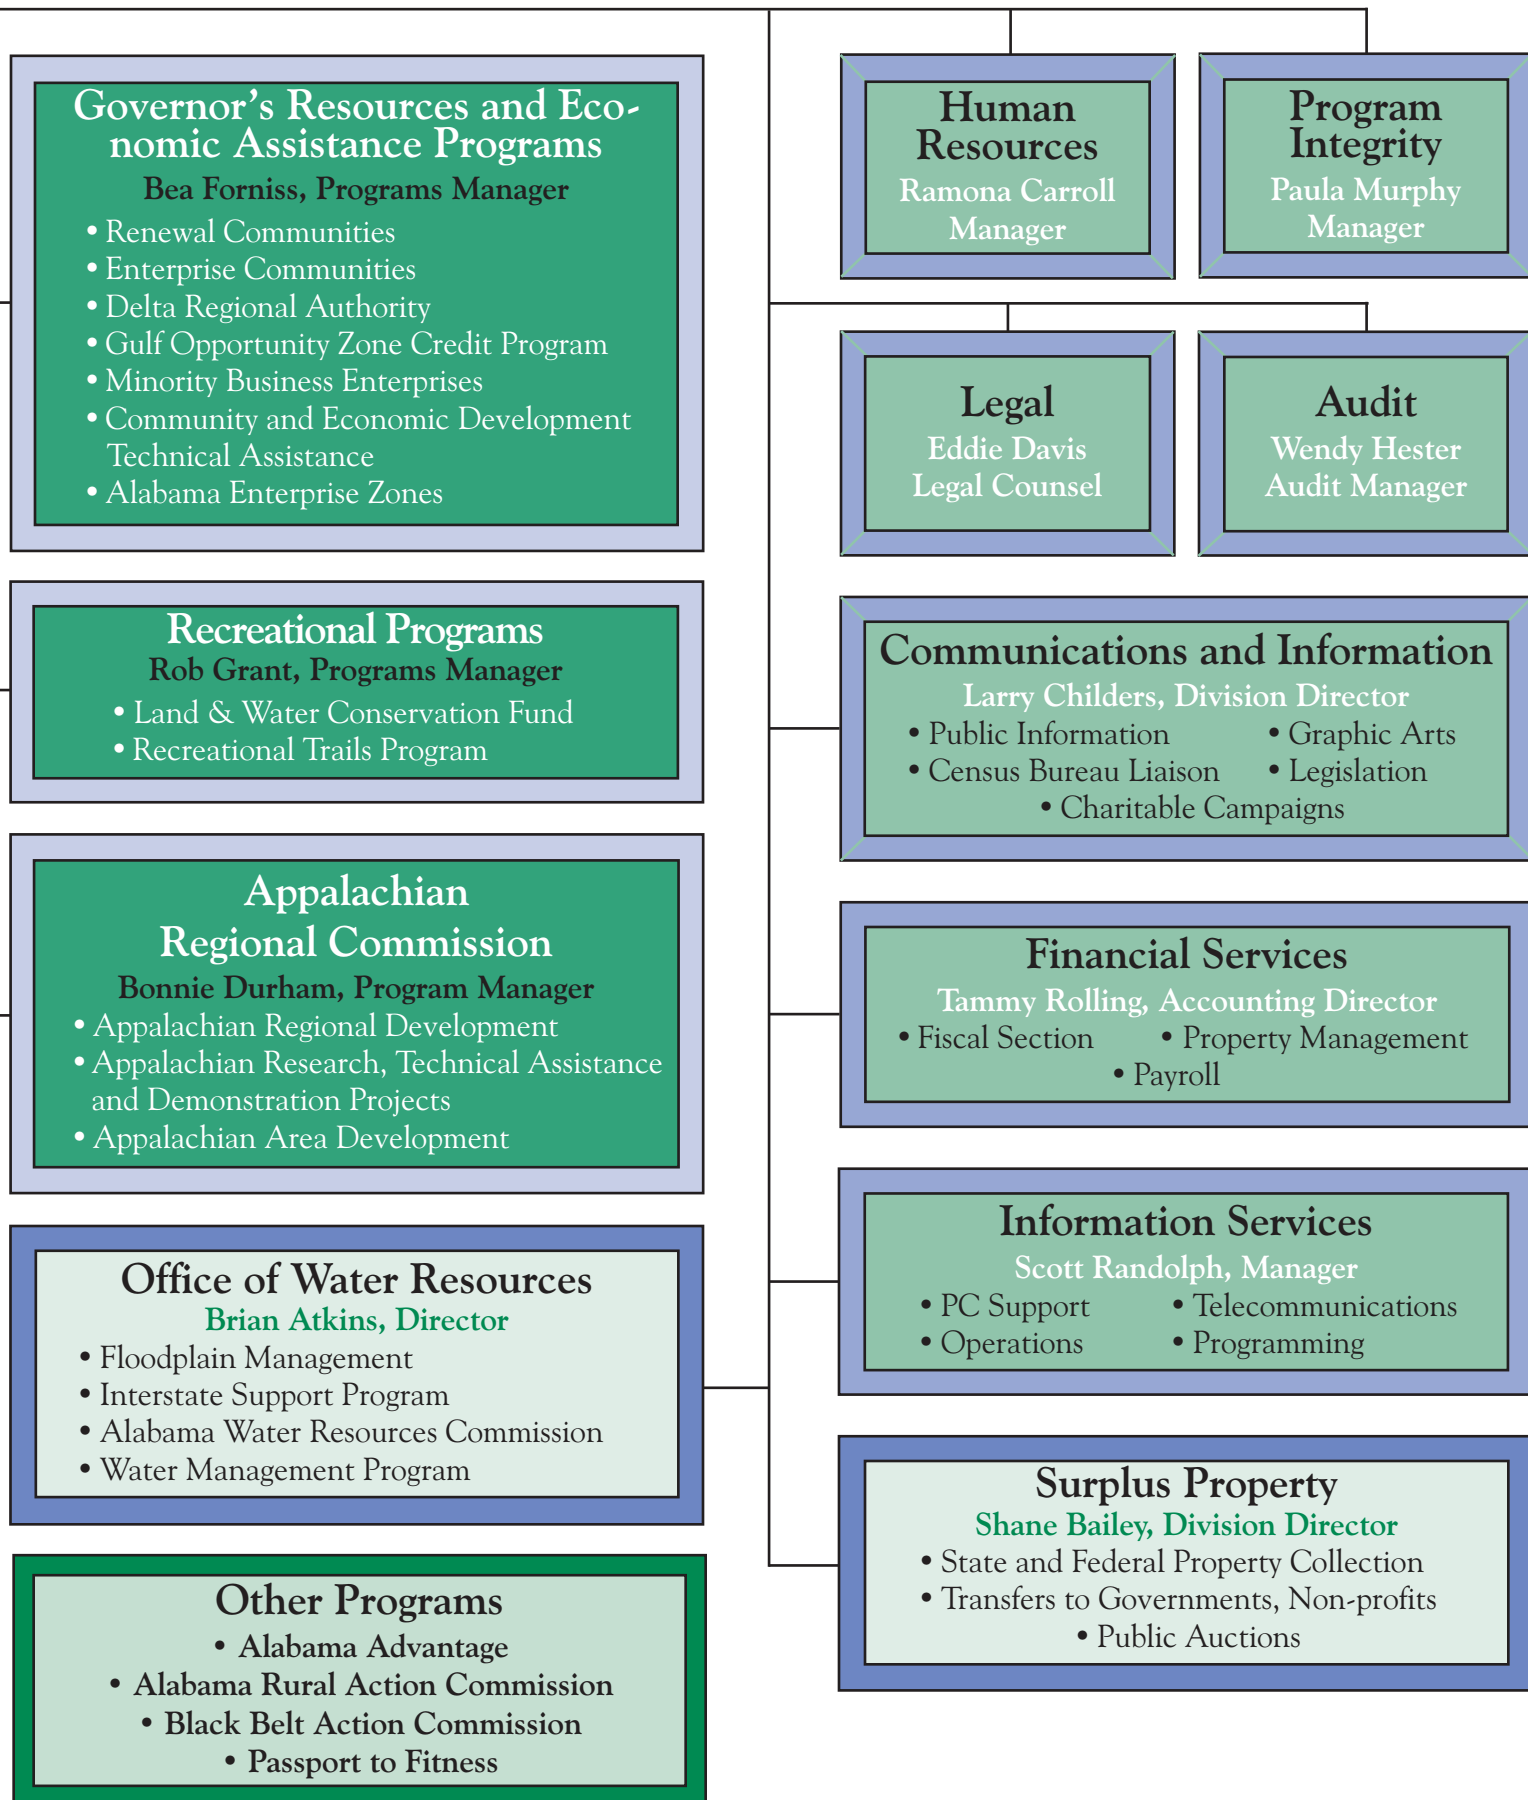 Governor’s Resources and Eco-
nomic Assistance Programs
Bea Forniss, Programs Manager
• Renewal Communities
• Enterprise Communities
• Delta Regional Authority
• Gulf Opportunity Zone Credit Program
• Minority Business Enterprises
• Community and Economic Development
Technical Assistance
• Alabama Enterprise Zones
Recreational Programs
Rob Grant, Programs Manager
• Land & Water Conservation Fund
• Recreational Trails Program
Appalachian
Regional Commission
Bonnie Durham, Program Manager
• Appalachian Regional Development
• Appalachian Research, Technical Assistance
and Demonstration Projects
• Appalachian Area Development
Office of Water Resources
Brian Atkins, Director
• Floodplain Management
• Interstate Support Program
• Alabama Water Resources Commission
• Water Management Program
Other Programs
• Alabama Advantage
• Alabama Rural Action Commission
• Black Belt Action Commission
• Passport to Fitness
Human
Resources
Ramona Carroll
Manager
Program
Integrity
Paula Murphy
Manager
Legal
Eddie Davis
Legal Counsel
Audit
Wendy Hester
Audit Manager
Communications and Information
Larry Childers, Division Director
• Public Information • Graphic Arts
• Census Bureau Liaison • Legislation
• Charitable Campaigns
Financial Services
Tammy Rolling, Accounting Director
• Fiscal Section • Property Management
• Payroll
Information Services
Scott Randolph, Manager
• PC Support • Telecommunications
• Operations • Programming
Surplus Property
Shane Bailey, Division Director
• State and Federal Property Collection
• Transfers to Governments, Non-profits
• Public Auctions